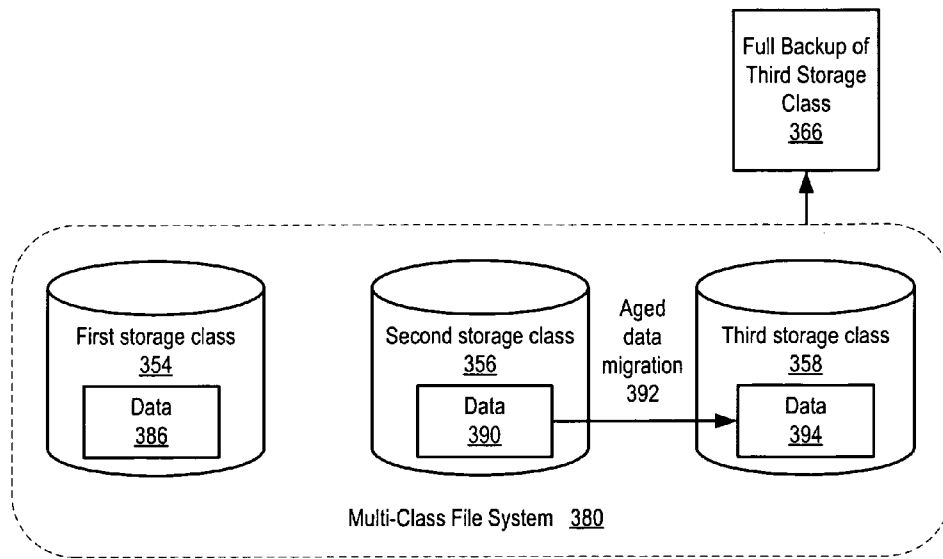 Full Backup of
Third Storage
Class
366
First storage class
354
Data
386
Second storage class
356
Data
390
Aged
data
migration
392
Third storage class
358
Data
394
Multi-Class File System 380